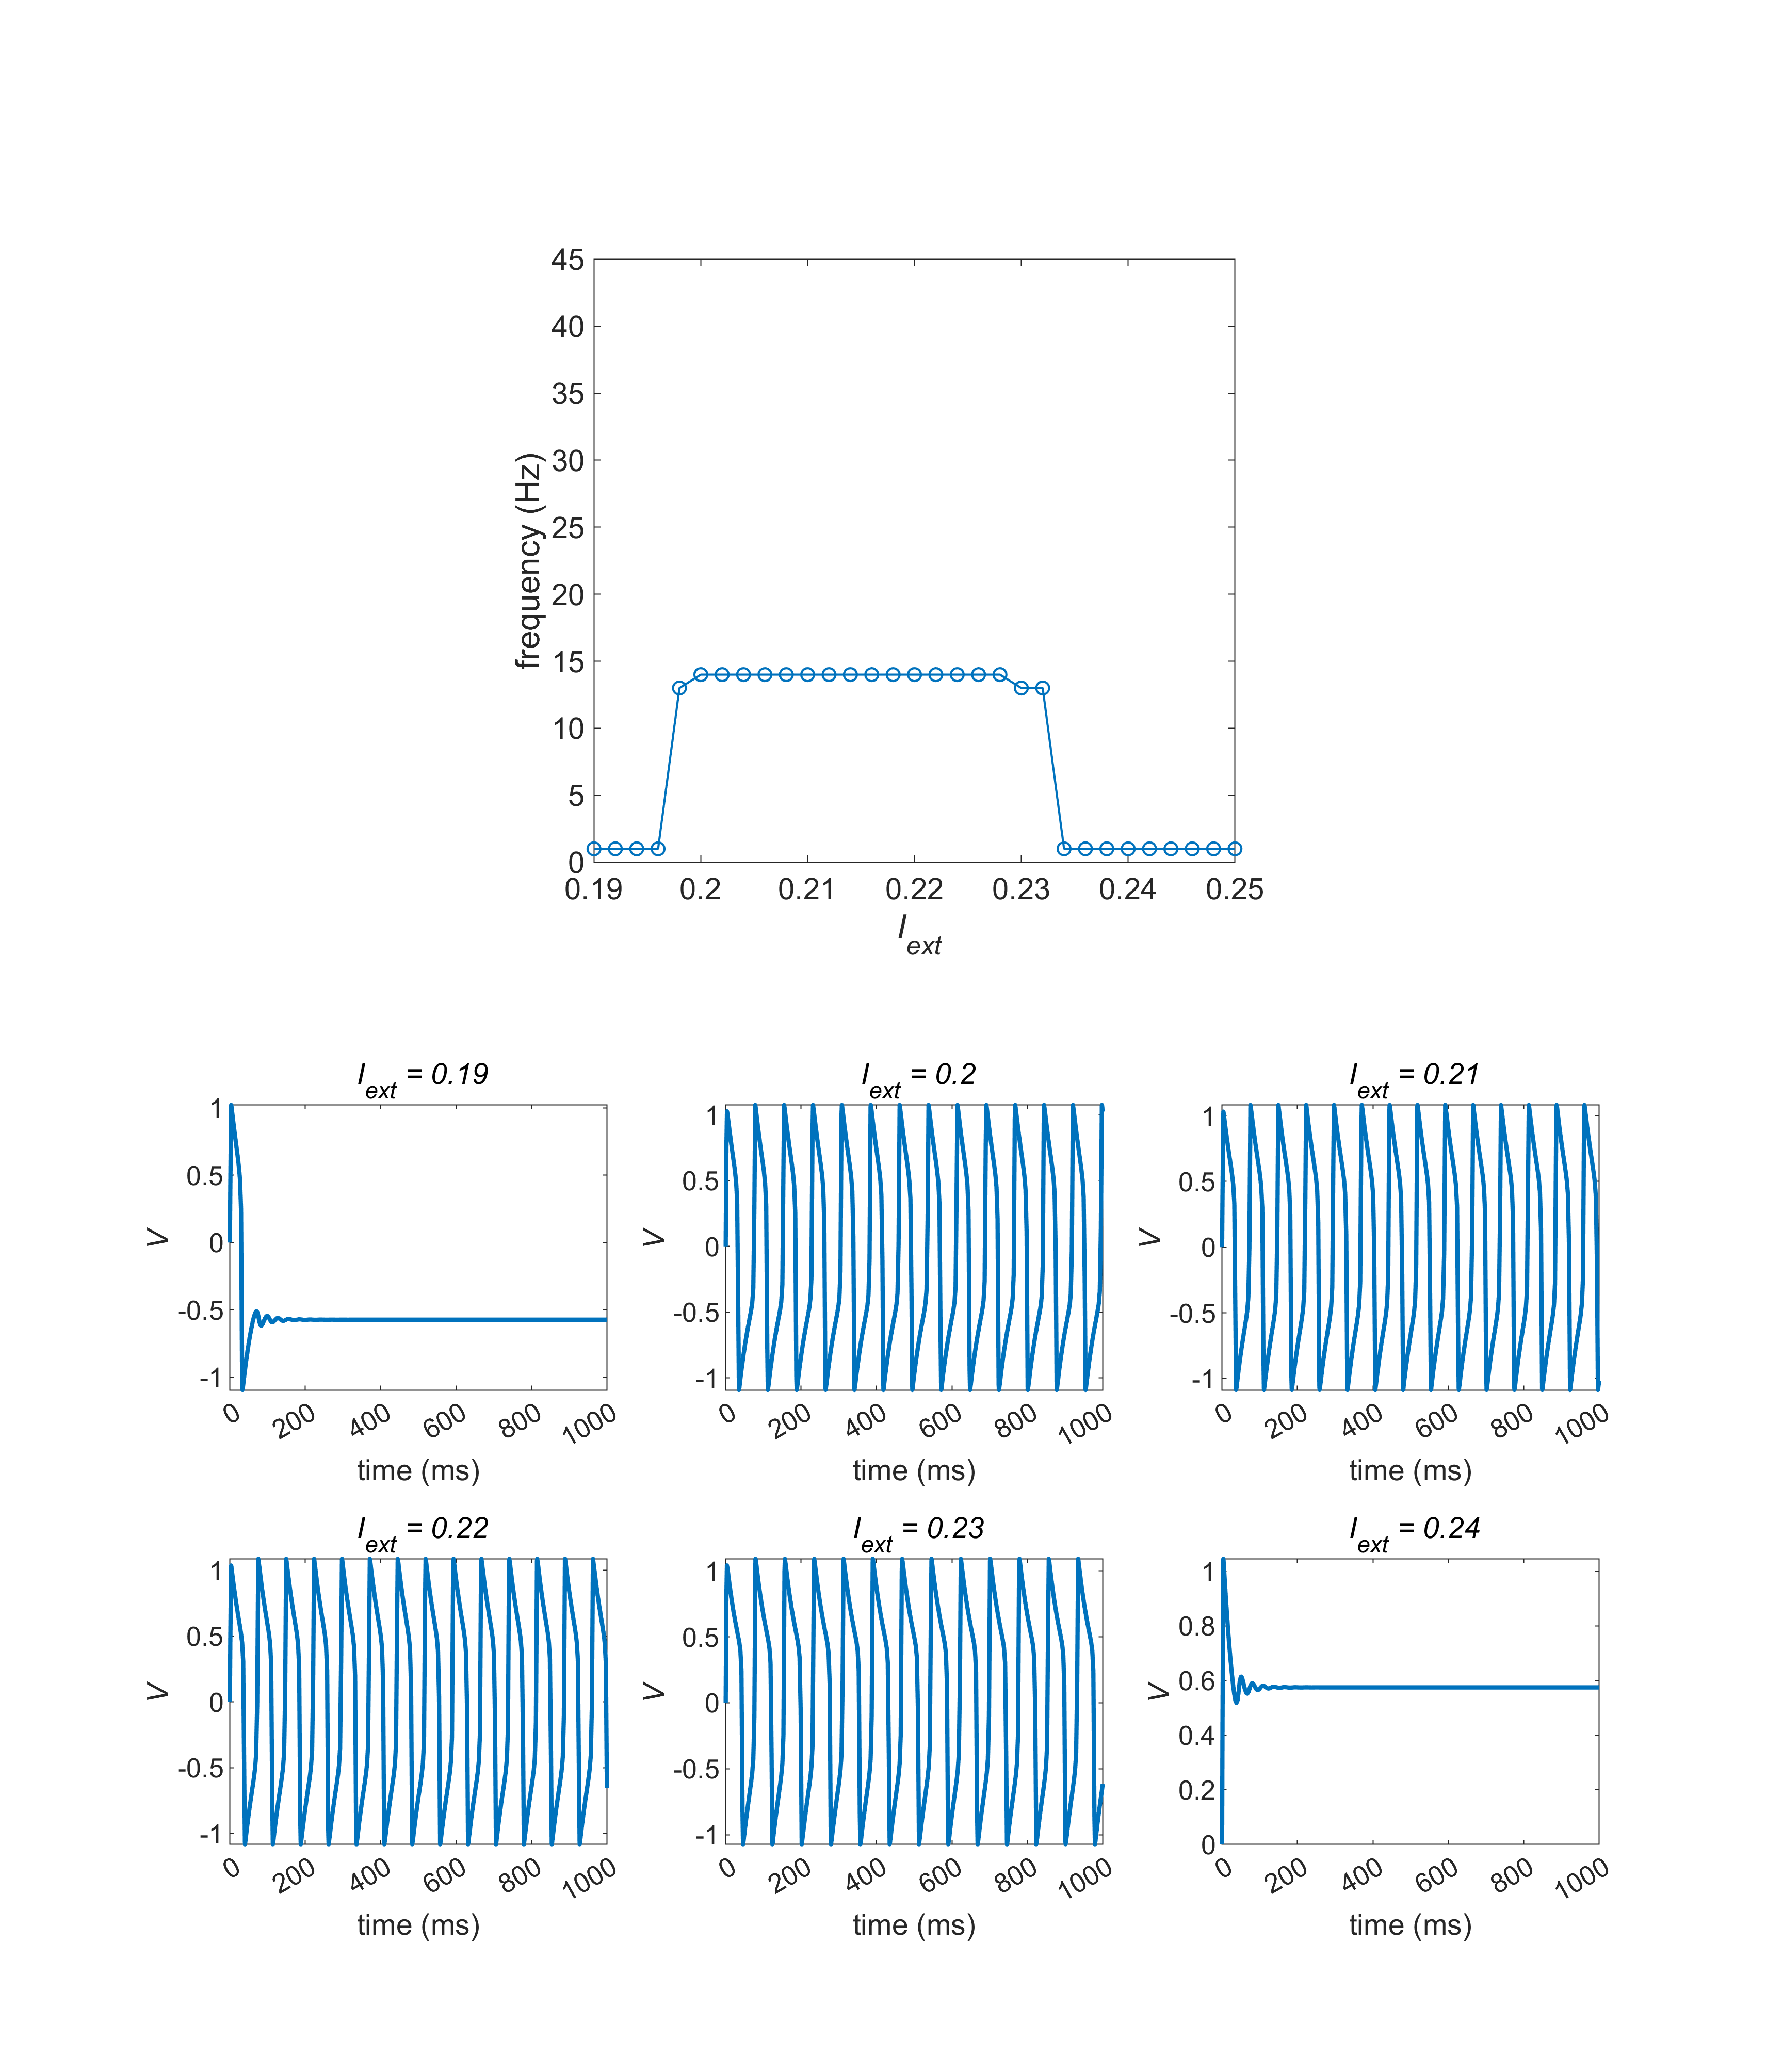 45
40
35
30
25
20
15
10
5
0
frequency (Hz)
0.19 0.2 0.21 0.22 0.23 0.24 0.25
I_ext
I_ext = 0.19
1
0.5
0
-0.5
-1
V
0 200 400 600 800 1000
time (ms)
I_ext = 0.2
1
0.5
0
-0.5
-1
V
0 200 400 600 800 1000
time (ms)
I_ext = 0.21
1
0.5
0
-0.5
-1
V
0 200 400 600 800 1000
time (ms)
I_ext = 0.22
1
0.5
0
-0.5
-1
V
0 200 400 600 800 1000
time (ms)
I_ext = 0.23
1
0.5
0
-0.5
-1
V
0 200 400 600 800 1000
time (ms)
I_ext = 0.24
1
0.8
0.6
0.4
0.2
0
V
0 200 400 600 800 1000
time (ms)